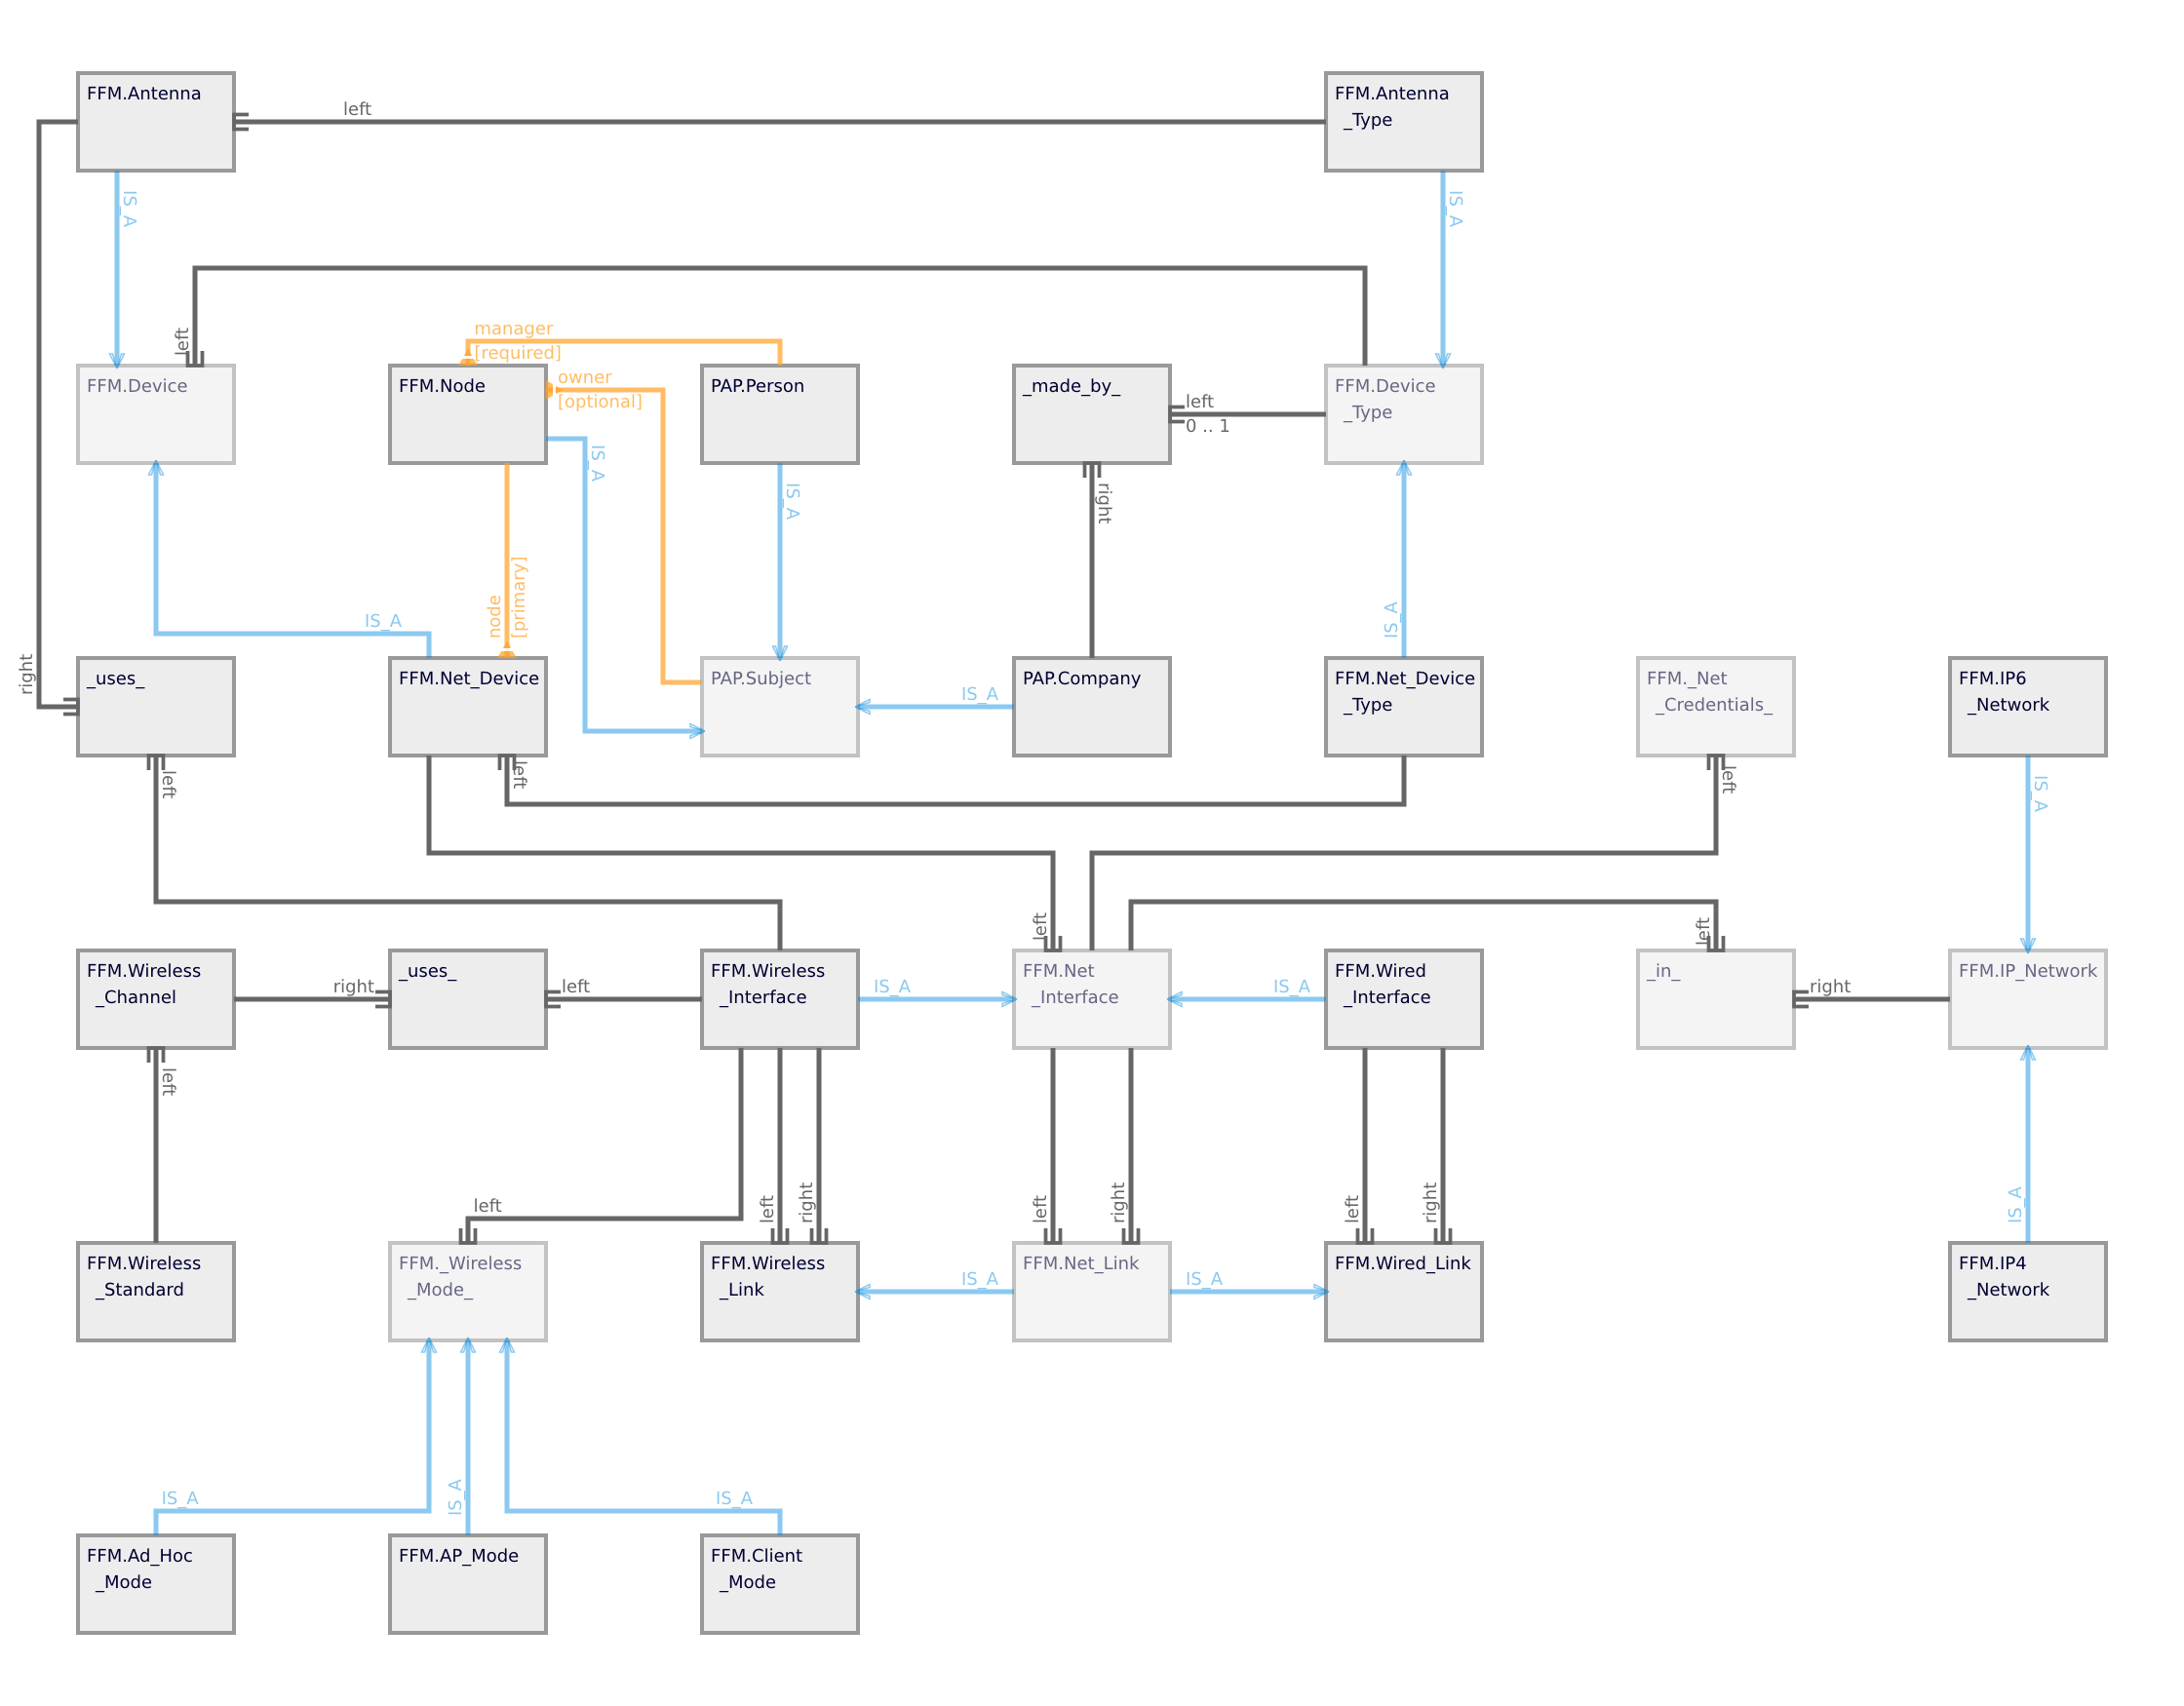 FFM.Antenna
left
FFM.Antenna
_Type
IS_A
IS_A
left
manager
[required]
FFM.Device
FFM.Node
owner
[optional]
PAP.Person
_made_by_
left
0 .. 1
FFM.Device
_Type
IS_A
IS_A
right
IS_A
node
[primary]
IS_A
right
_uses_
FFM.Net_Device
PAP.Subject
IS_A
PAP.Company
FFM.Net_Device
_Type
FFM._Net
_Credentials_
FFM.IP6
_Network
left
left
left
IS_A
left
left
FFM.Wireless
_Channel
right
_uses_
left
FFM.Wireless
_Interface
IS_A
FFM.Net
_Interface
IS_A
FFM.Wired
_Interface
_in_
right
FFM.IP_Network
left
left
left
right
left
right
left
right
IS_A
FFM.Wireless
_Standard
FFM._Wireless
_Mode_
FFM.Wireless
_Link
IS_A
FFM.Net_Link
IS_A
FFM.Wired_Link
FFM.IP4
_Network
IS_A
IS_A
IS_A
FFM.Ad_Hoc
_Mode
FFM.AP_Mode
FFM.Client
_Mode